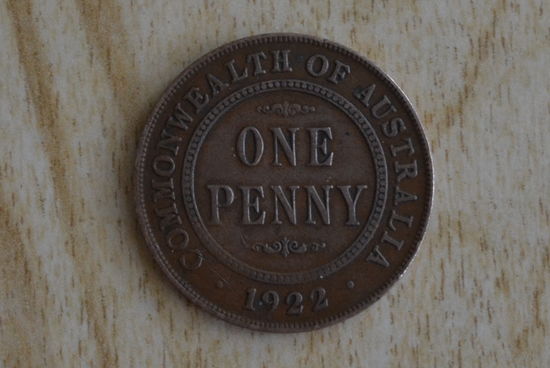 COMMONWEALTH OF AUSTRALIA
ONE
PENNY
1922